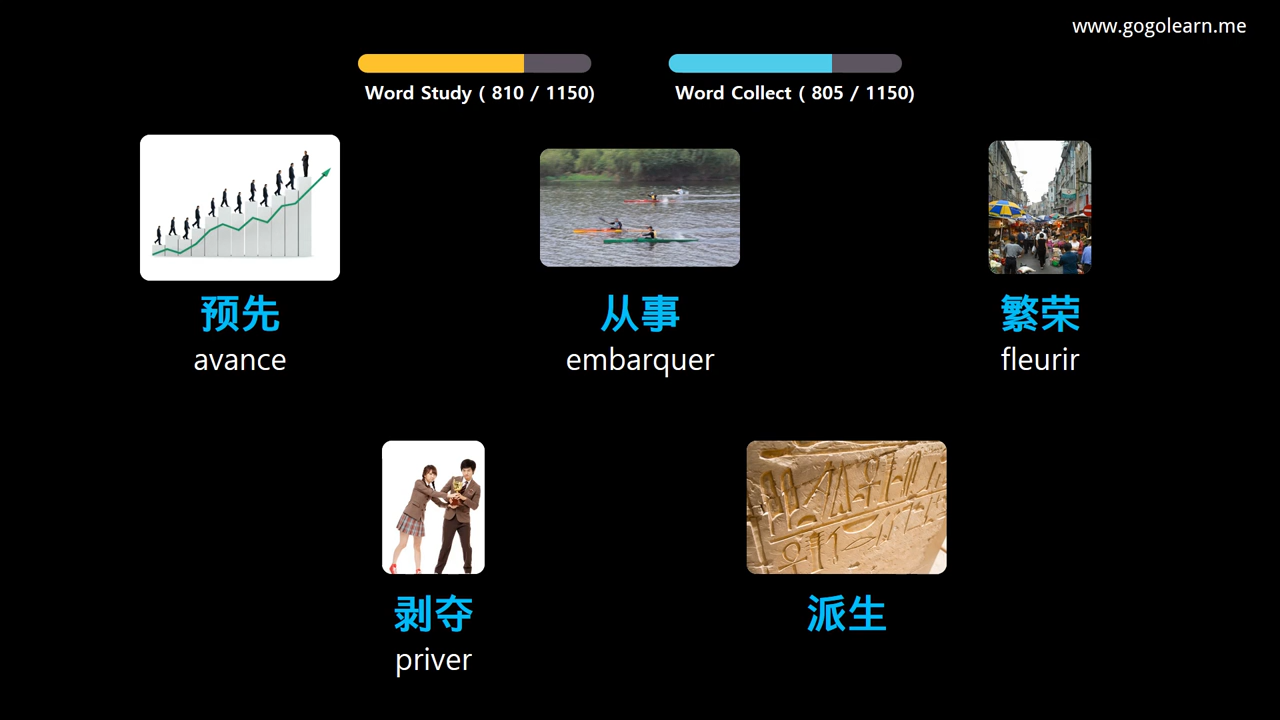 www.gogolearn.me
Word Study ( 810 / 1150)
Word Collect ( 805 / 1150)
预先
avance
从事
embarquer
繁荣
fleurir
剥夺
priver
派生